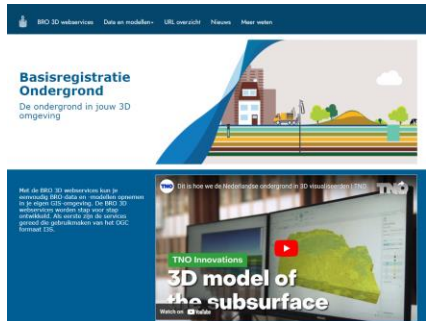 BRO 3D webservices Data en modellen URL overzicht Nieuws Meer weten
Basisregistratie
Ondergrond
De ondergrond in jouw 3D
omgeving
Met de BRO 3D webservices kun je
eenvoudig BRO data en -modellen opnemen
in je eigen GIS-omgeving. De BRO 3D
webservices worden stap voor stap
ontwikkeld. Als eerste zijn de services
gereed die gebruikmaken van het OGC
formaat I3S.
TNO Dit is hoe we de Nederlandse ondergrond in 3D visualiseren | TNO
TNO Innovations
3D model of
the subsurface
Watch on YouTube